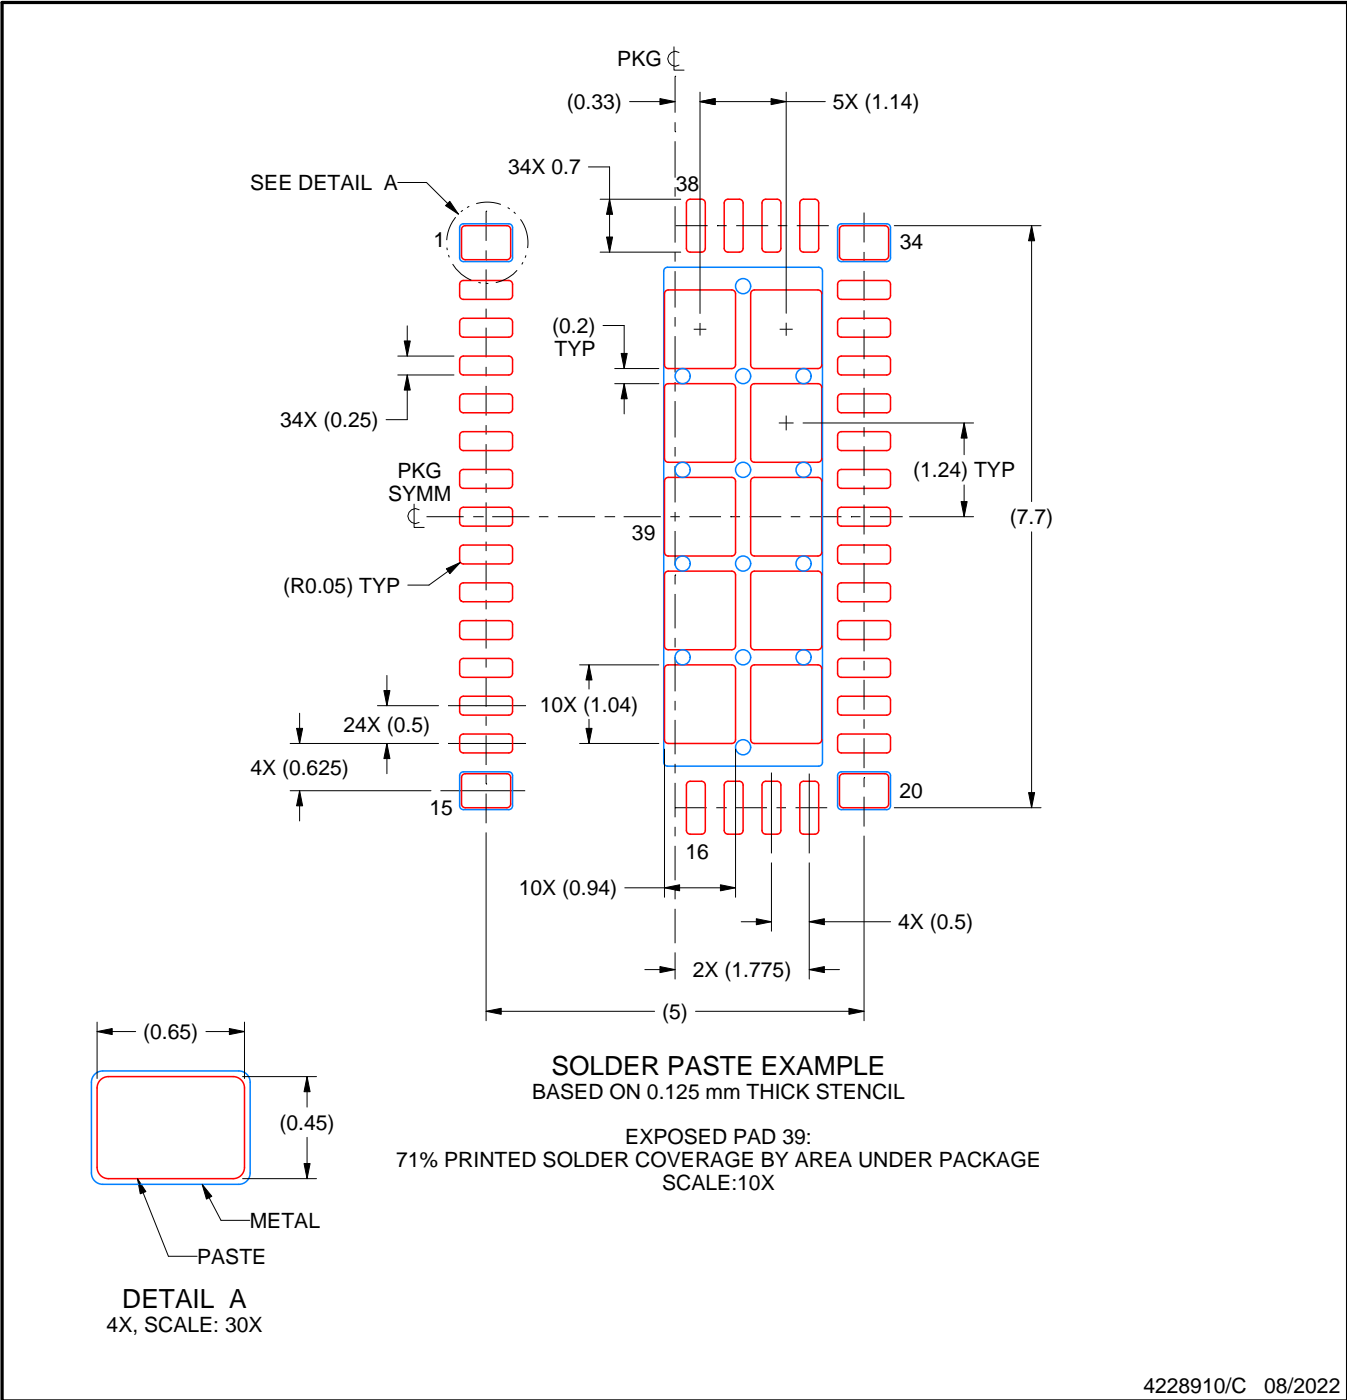 PKG ℄
(0.33)
5X (1.14)
34X 0.7
38
SEE DETAIL A
1
34
(0.2)
TYP
34X (0.25)
(1.24) TYP
PKG
SYMM
℄
(7.7)
39
(R0.05) TYP
10X (1.04)
24X (0.5)
4X (0.625)
15
20
16
10X (0.94)
4X (0.5)
2X (1.775)
(5)
(0.65)
(0.45)
METAL
PASTE
DETAIL A
4X, SCALE: 30X
SOLDER PASTE EXAMPLE
BASED ON 0.125 mm THICK STENCIL
EXPOSED PAD 39:
71% PRINTED SOLDER COVERAGE BY AREA UNDER PACKAGE
SCALE:10X
4228910/C 08/2022